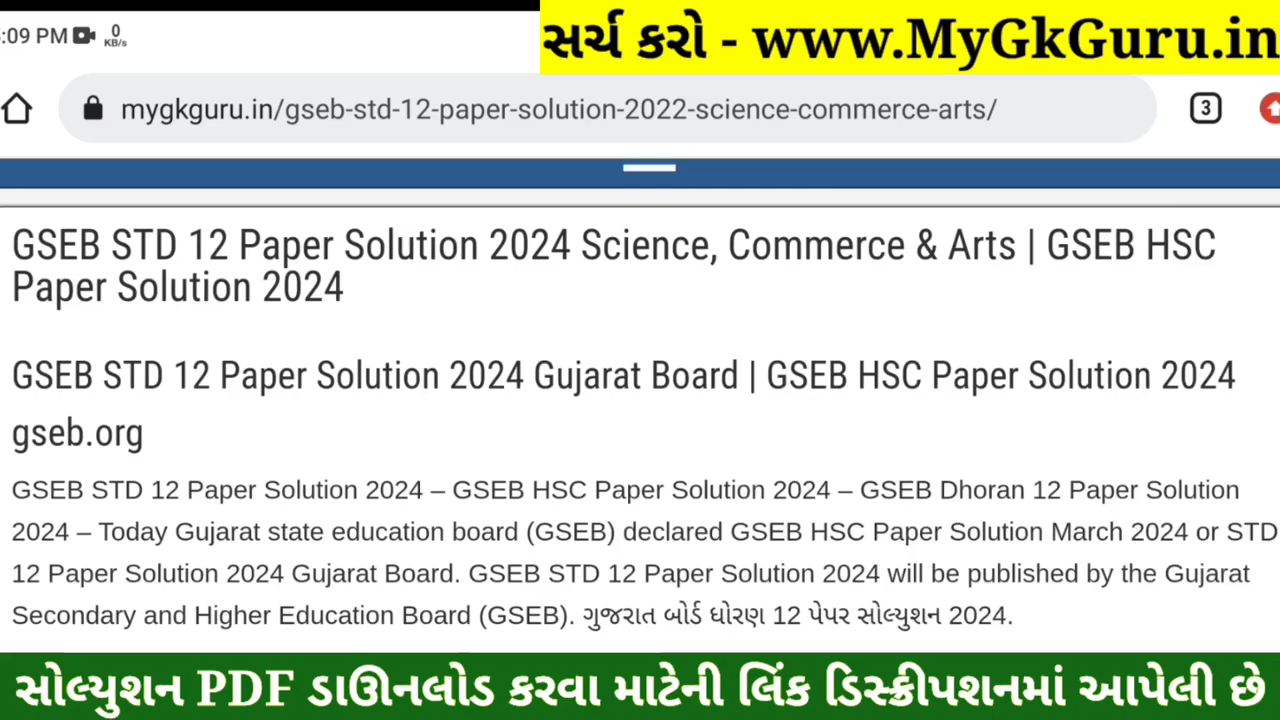 :09 PM 0 KB/s
સર્ચ કરો - www.MyGkGuru.in
mygkguru.in/gseb-std-12-paper-solution-2022-science-commerce-arts/ 3
GSEB STD 12 Paper Solution 2024 Science, Commerce & Arts | GSEB HSC
Paper Solution 2024
GSEB STD 12 Paper Solution 2024 Gujarat Board | GSEB HSC Paper Solution 2024
gseb.org
GSEB STD 12 Paper Solution 2024 – GSEB HSC Paper Solution 2024 – GSEB Dhoran 12 Paper Solution
2024 – Today Gujarat state education board (GSEB) declared GSEB HSC Paper Solution March 2024 or STD
12 Paper Solution 2024 Gujarat Board. GSEB STD 12 Paper Solution 2024 will be published by the Gujarat
Secondary and Higher Education Board (GSEB). ગુજરાત બોર્ડ ધોરણ 12 પેપર સોલ્યુશન 2024.
સોલ્યુશન PDF ડાઊનલોડ કરવા માટેની લિંક ડિસ્ક્રીપશનમાં આપેલી છે